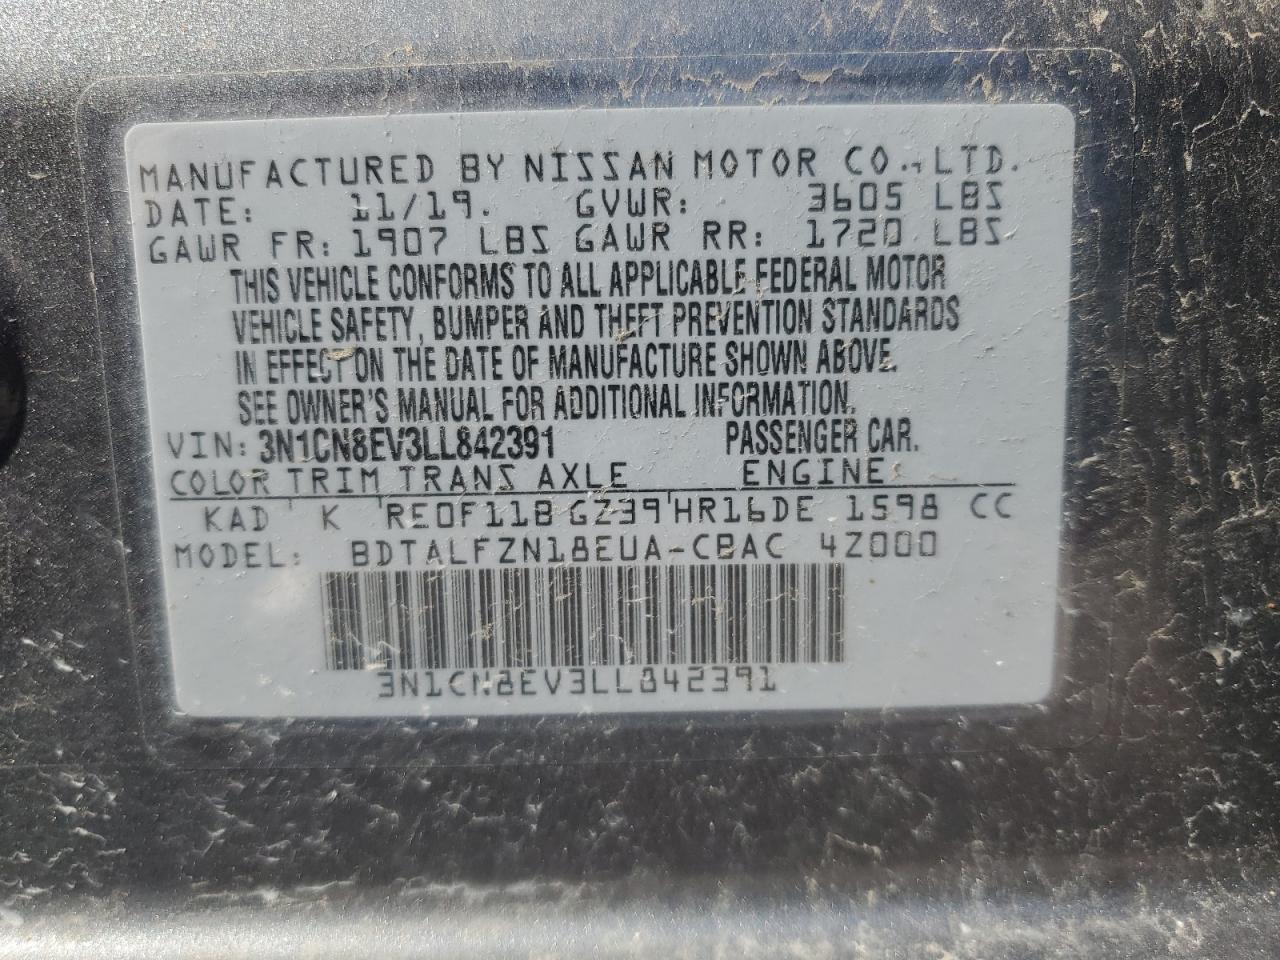 MANUFACTURED BY NISSAN MOTOR CO., LTD.
DATE: 11/19. GVWR: 3605 LBS
GAWR FR: 1907 LBS GAWR RR: 1720 LBS
THIS VEHICLE CONFORMS TO ALL APPLICABLE FEDERAL MOTOR
VEHICLE SAFETY, BUMPER AND THEFT PREVENTION STANDARDS
IN EFFECT ON THE DATE OF MANUFACTURE SHOWN ABOVE.
SEE OWNER'S MANUAL FOR ADDITIONAL INFORMATION.
VIN: 3N1CN8EV3LL842391 PASSENGER CAR.
COLOR TRIM TRANS AXLE ENGINE
KAD K RE0F11B GZ39 HR16DE 1598 CC
MODEL: BDTALFZN18EUA-CBAC 4Z000
3N1CN8EV3LL842391